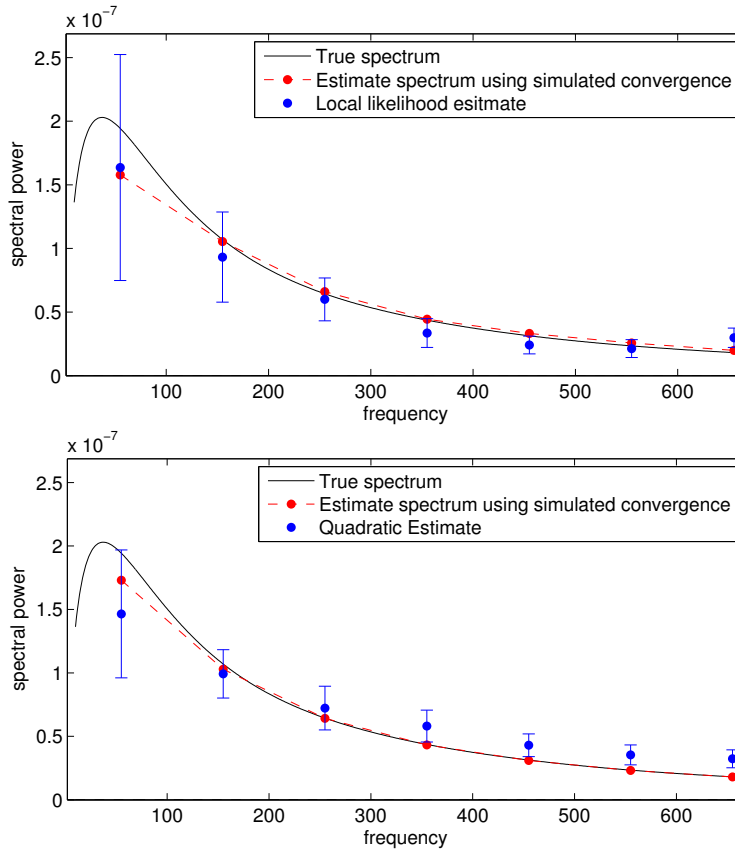 x 10⁻⁷
2.5
2
1.5
1
0.5
0
spectral power
True spectrum
Estimate spectrum using simulated convergence
Local likelihood esitmate
100 200 300 400 500 600
frequency
x 10⁻⁷
2.5
2
1.5
1
0.5
0
spectral power
True spectrum
Estimate spectrum using simulated convergence
Quadratic Estimate
100 200 300 400 500 600
frequency